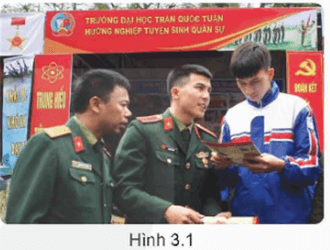 TRƯỜNG ĐẠI HỌC TRẦN QUỐC TUẤN
HƯỚNG NGHIỆP TUYỂN SINH QUÂN SỰ
TRUNG HIẾU
ĐOÀN KẾT
Hình 3.1